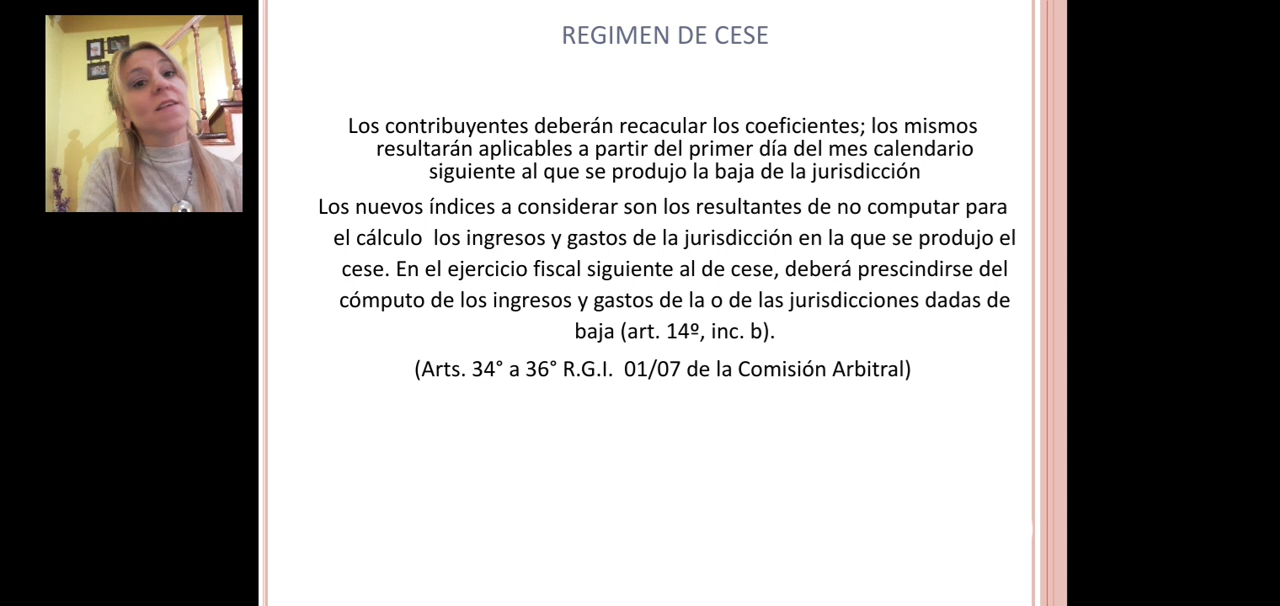 REGIMEN DE CESE
Los contribuyentes deberán recacular los coeficientes; los mismos
resultarán aplicables a partir del primer día del mes calendario
siguiente al que se produjo la baja de la jurisdicción
Los nuevos índices a considerar son los resultantes de no computar para
el cálculo los ingresos y gastos de la jurisdicción en la que se produjo el
cese. En el ejercicio fiscal siguiente al de cese, deberá prescindirse del
cómputo de los ingresos y gastos de la o de las jurisdicciones dadas de
baja (art. 14º, inc. b).
(Arts. 34° a 36° R.G.I. 01/07 de la Comisión Arbitral)